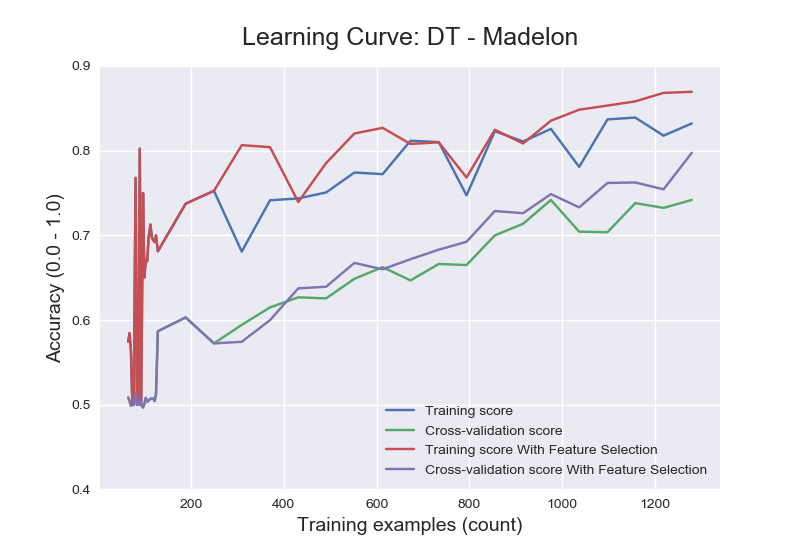 Learning Curve: DT - Madelon
Accuracy (0.0 - 1.0)
0.9
0.8
0.7
0.6
0.5
0.4
Training score
Cross-validation score
Training score With Feature Selection
Cross-validation score With Feature Selection
200 400 600 800 1000 1200
Training examples (count)